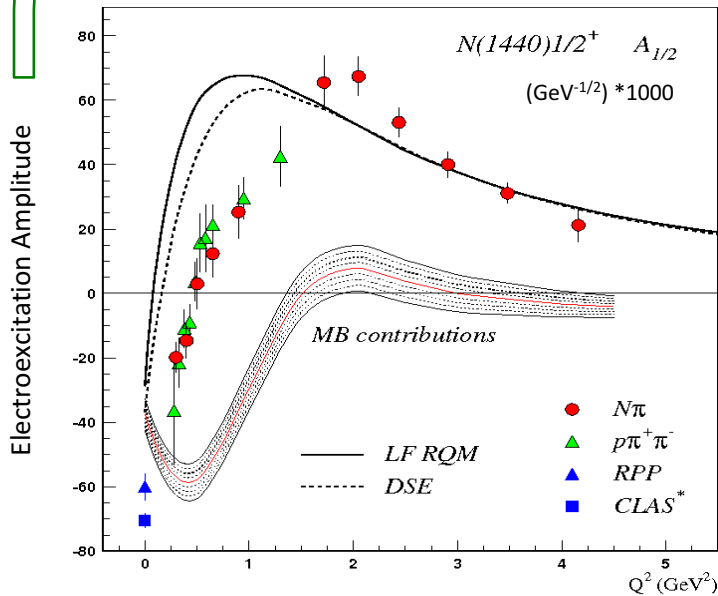 Electroexcitation Amplitude
80
60
40
20
0
-20
-40
-60
-80
N(1440)1/2⁺ A₁/₂
(GeV⁻¹/²) *1000
MB contributions
LF RQM
DSE
Nπ
pπ⁺π⁻
RPP
CLAS*
0 1 2 3 4 5
Q² (GeV²)